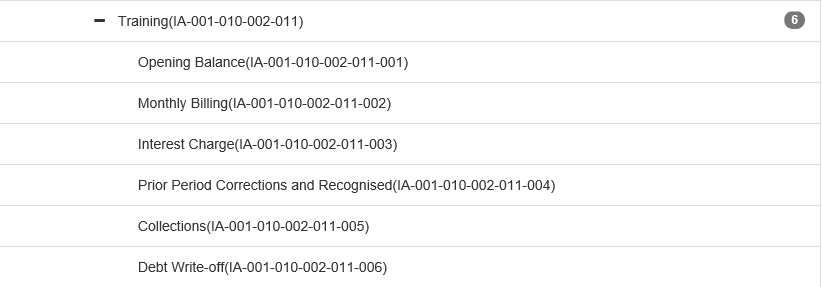 Training(IA-001-010-002-011) 6
Opening Balance(IA-001-010-002-011-001)
Monthly Billing(IA-001-010-002-011-002)
Interest Charge(IA-001-010-002-011-003)
Prior Period Corrections and Recognised(IA-001-010-002-011-004)
Collections(IA-001-010-002-011-005)
Debt Write-off(IA-001-010-002-011-006)